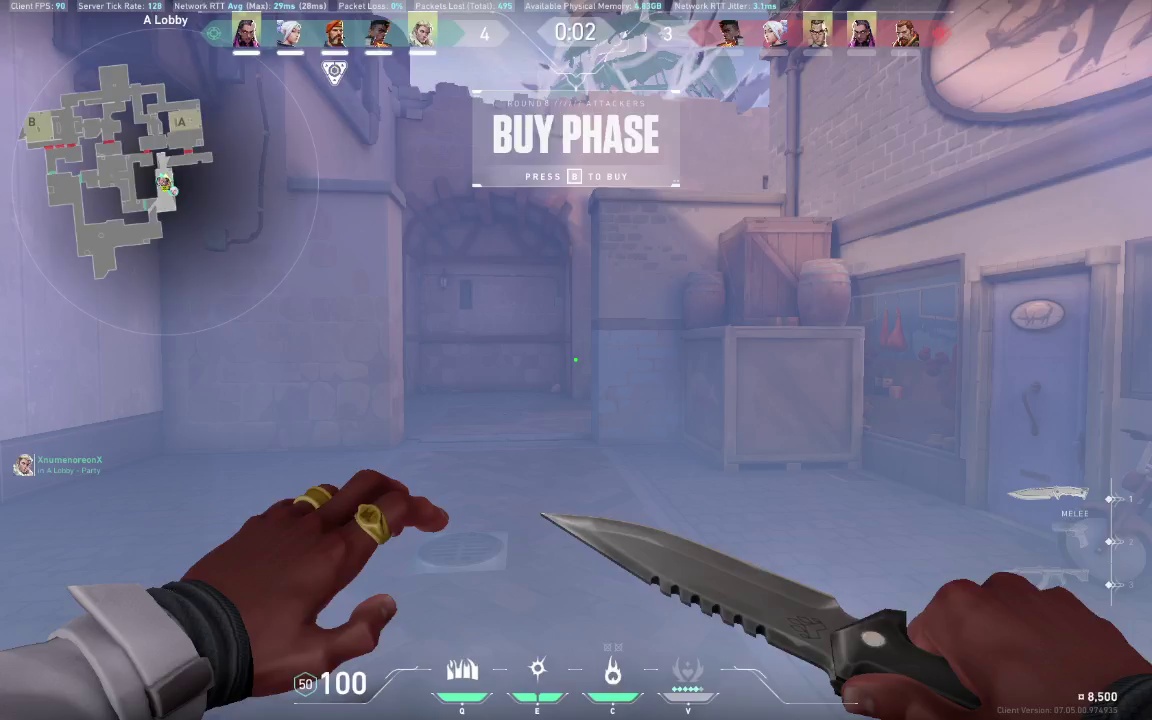 Client FPS: 90 Server Tick Rate: 128 Network RTT Avg (Max): 29ms (28ms) Packet Loss: 0% Packets Lost (Total): 495 Available Physical Memory: 4.83GB Network RTT Jitter: 3.1ms
A Lobby
4 0:02 3
ROUND 8 ////// ATTACKERS
BUY PHASE
PRESS B TO BUY
B
A
XnumenoreonX
in A Lobby - Party
1
MELEE
2
3
50 100
Q E C V
¤ 8,500
Client Version: 07.05.00.974935